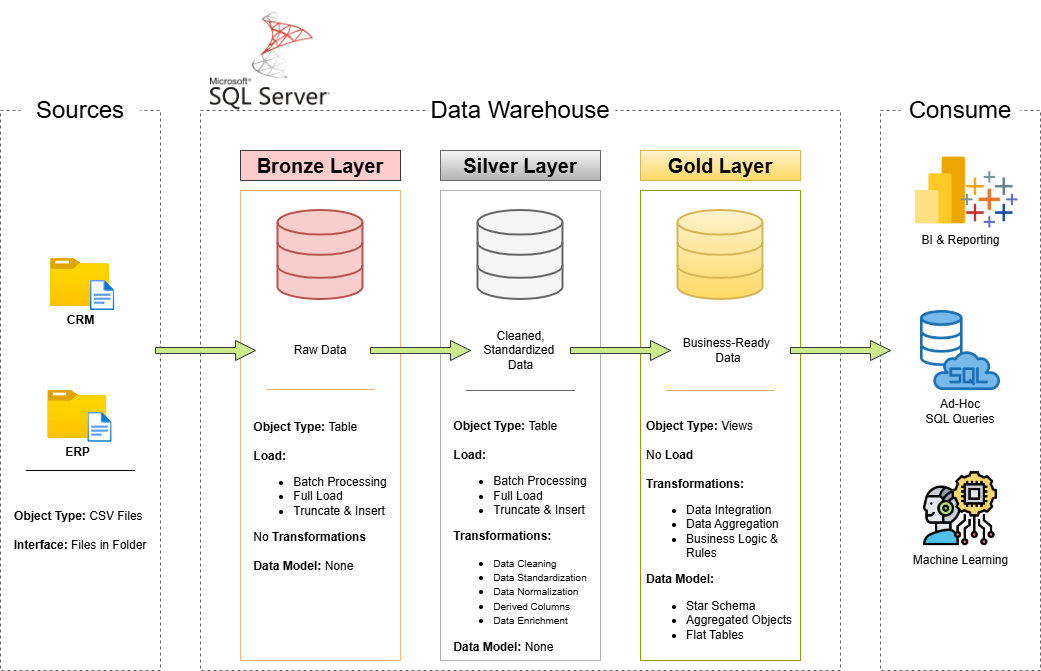 Microsoft®
SQL Server
Sources
Data Warehouse
Consume
CRM
ERP
Object Type: CSV Files
Interface: Files in Folder
Bronze Layer
Raw Data
Object Type: Table
Load:
• Batch Processing
• Full Load
• Truncate & Insert
No Transformations
Data Model: None
Silver Layer
Cleaned,
Standardized
Data
Object Type: Table
Load:
• Batch Processing
• Full Load
• Truncate & Insert
Transformations:
• Data Cleaning
• Data Standardization
• Data Normalization
• Derived Columns
• Data Enrichment
Data Model: None
Gold Layer
Business-Ready
Data
Object Type: Views
No Load
Transformations:
• Data Integration
• Data Aggregation
• Business Logic &
Rules
Data Model:
• Star Schema
• Aggregated Objects
• Flat Tables
BI & Reporting
SQL
Ad-Hoc
SQL Queries
Machine Learning